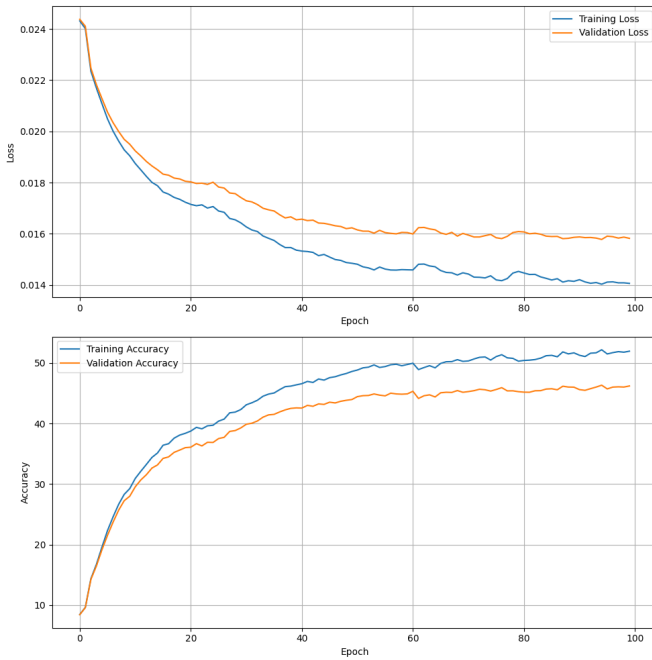 Training Loss
Validation Loss
0.024
0.022
0.020
0.018
0.016
0.014
Loss
0 20 40 60 80 100
Epoch
Training Accuracy
Validation Accuracy
50
40
30
20
10
Accuracy
0 20 40 60 80 100
Epoch